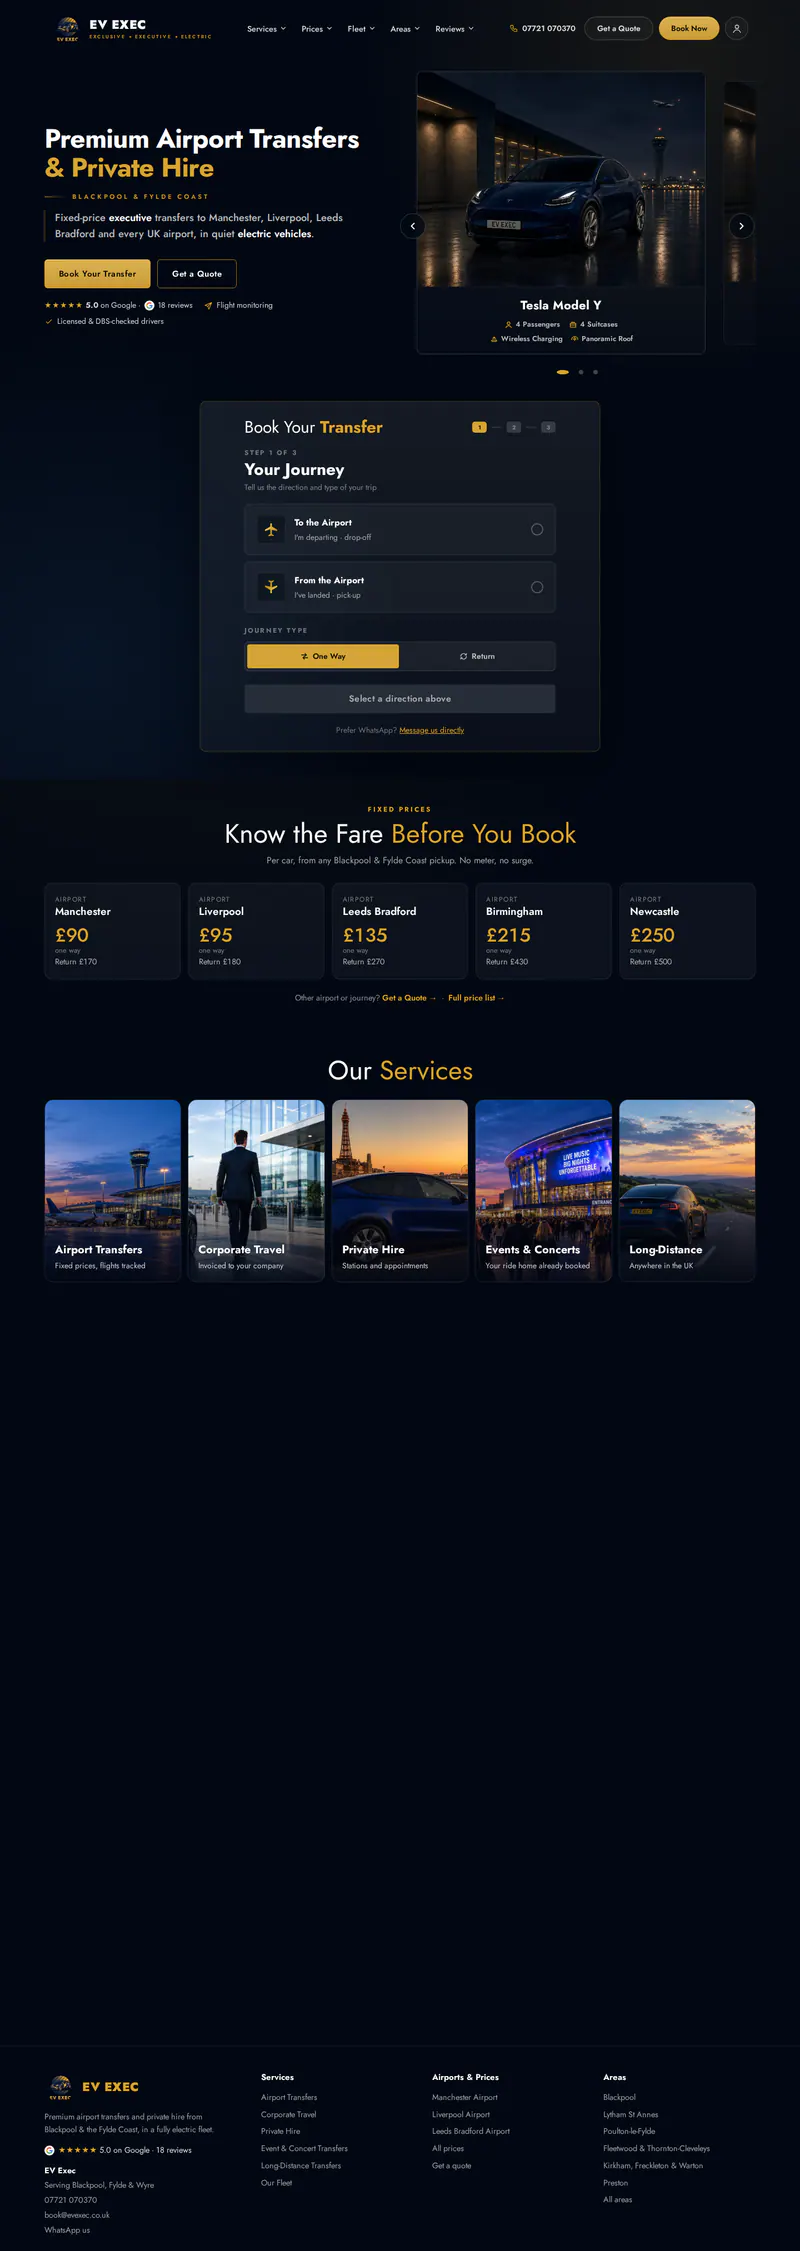 EV EXEC
EXCLUSIVE • EXECUTIVE • ELECTRIC
Services
Prices
Fleet
Areas
Reviews
07721 070370
Get a Quote
Book Now
Premium Airport Transfers
& Private Hire
BLACKPOOL & FYLDE COAST
Fixed-price executive transfers to Manchester, Liverpool, Leeds
Bradford and every UK airport, in quiet electric vehicles.
Book Your Transfer
Get a Quote
★★★★★ 5.0 on Google · 18 reviews
Flight monitoring
Licensed & DBS-checked drivers
EV EXEC
Tesla Model Y
4 Passengers
4 Suitcases
Wireless Charging
Panoramic Roof
Book Your Transfer
1
2
3
STEP 1 OF 3
Your Journey
Tell us the direction and type of your trip
To the Airport
I'm departing · drop-off
From the Airport
I've landed · pick-up
JOURNEY TYPE
One Way
Return
Select a direction above
Prefer WhatsApp? Message us directly
FIXED PRICES
Know the Fare Before You Book
Per car, from any Blackpool & Fylde Coast pickup. No meter, no surge.
AIRPORT
Manchester
£90
one way
Return £170
AIRPORT
Liverpool
£95
one way
Return £180
AIRPORT
Leeds Bradford
£135
one way
Return £270
AIRPORT
Birmingham
£215
one way
Return £430
AIRPORT
Newcastle
£250
one way
Return £500
Other airport or journey? Get a Quote → · Full price list →
Our Services
Airport Transfers
Fixed prices, flights tracked
Corporate Travel
Invoiced to your company
Private Hire
Stations and appointments
LIVE MUSIC
BIG NIGHTS
UNFORGETTABLE
ENTRANC
Events & Concerts
Your ride home already booked
Long-Distance
Anywhere in the UK
EV EXEC
EV EXEC
Premium airport transfers and private hire from
Blackpool & the Fylde Coast, in a fully electric fleet.
★★★★★ 5.0 on Google · 18 reviews
EV Exec
Serving Blackpool, Fylde & Wyre
07721 070370
book@evexec.co.uk
WhatsApp us
Services
Airport Transfers
Corporate Travel
Private Hire
Event & Concert Transfers
Long-Distance Transfers
Our Fleet
Airports & Prices
Manchester Airport
Liverpool Airport
Leeds Bradford Airport
All prices
Get a quote
Areas
Blackpool
Lytham St Annes
Poulton-le-Fylde
Fleetwood & Thornton-Cleveleys
Kirkham, Freckleton & Warton
Preston
All areas